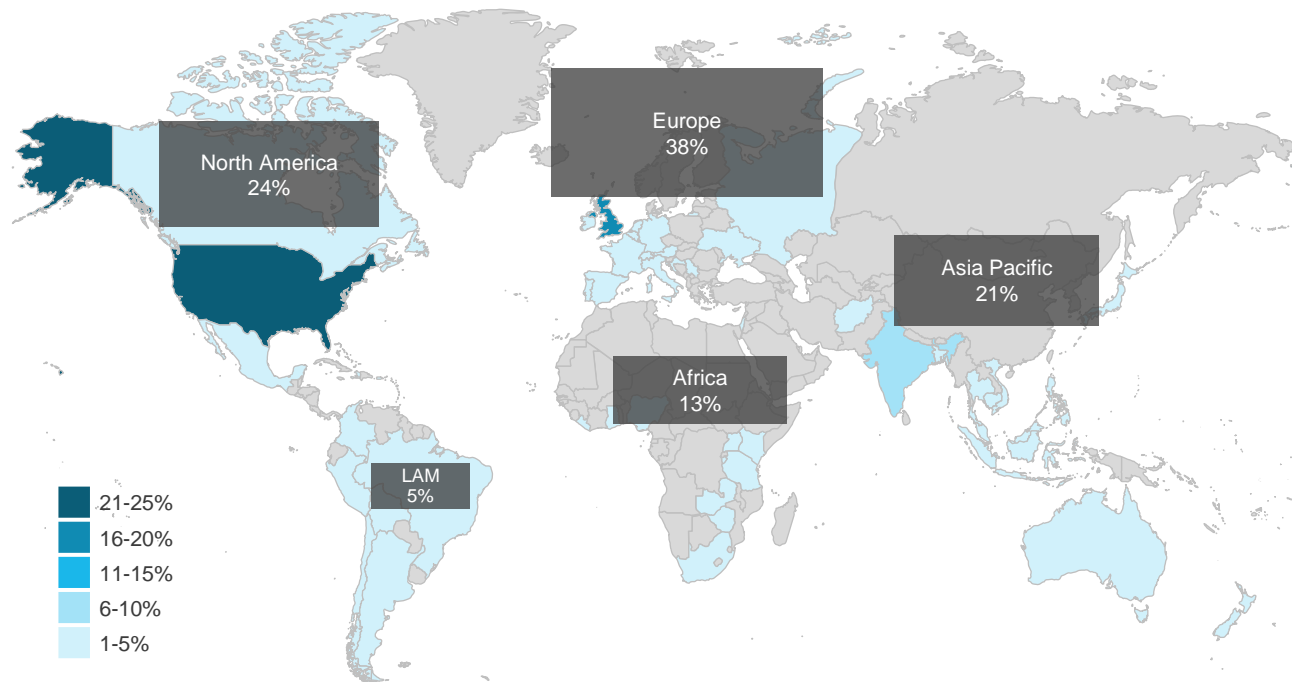 Europe
38%
North America
24%
Asia Pacific
21%
Africa
13%
LAM
5%
21-25%
16-20%
11-15%
6-10%
1-5%